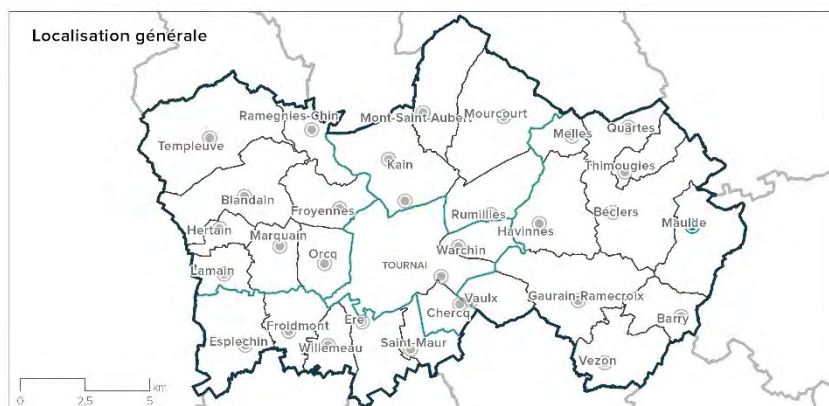 Localisation générale
Ramegnies-Chin
Mont-Saint-Aubert
Mourcourt
Melles
Quartes
Templeuve
Kain
Thimougies
Blandain
Froyennes
Rumillies
Havinnes
Béclers
Maulde
Hertain
Marquain
Orcq
Warchin
TOURNAI
Lamain
Vaulx
Gaurain-Ramecroix
Chercq
Barry
Ere
Froidmont
Esplechin
Willemeau
Saint-Maur
Vezon
km
0 2,5 5